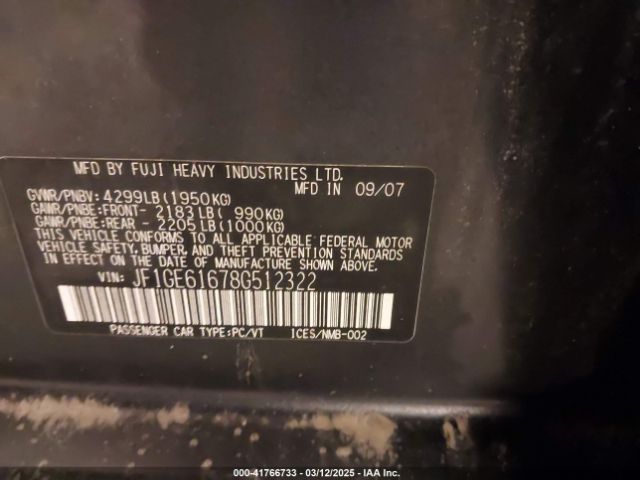 MFD BY FUJI HEAVY INDUSTRIES LTD.
MFD IN 09/07
GVWR/PNBV: 4299LB(1950KG)
GAWR/PNBE:FRONT- 2183LB( 990KG)
GAWR/PNBE:REAR - 2205LB(1000KG)
THIS VEHICLE CONFORMS TO ALL APPLICABLE FEDERAL MOTOR
VEHICLE SAFETY, BUMPER, AND THEFT PREVENTION STANDARDS
IN EFFECT ON THE DATE OF MANUFACTURE SHOWN ABOVE.
VIN: JF1GE61678G512322
PASSENGER CAR TYPE:PC/VT ICES/NMB-002
000-41766733 - 03/12/2025 - IAA Inc.